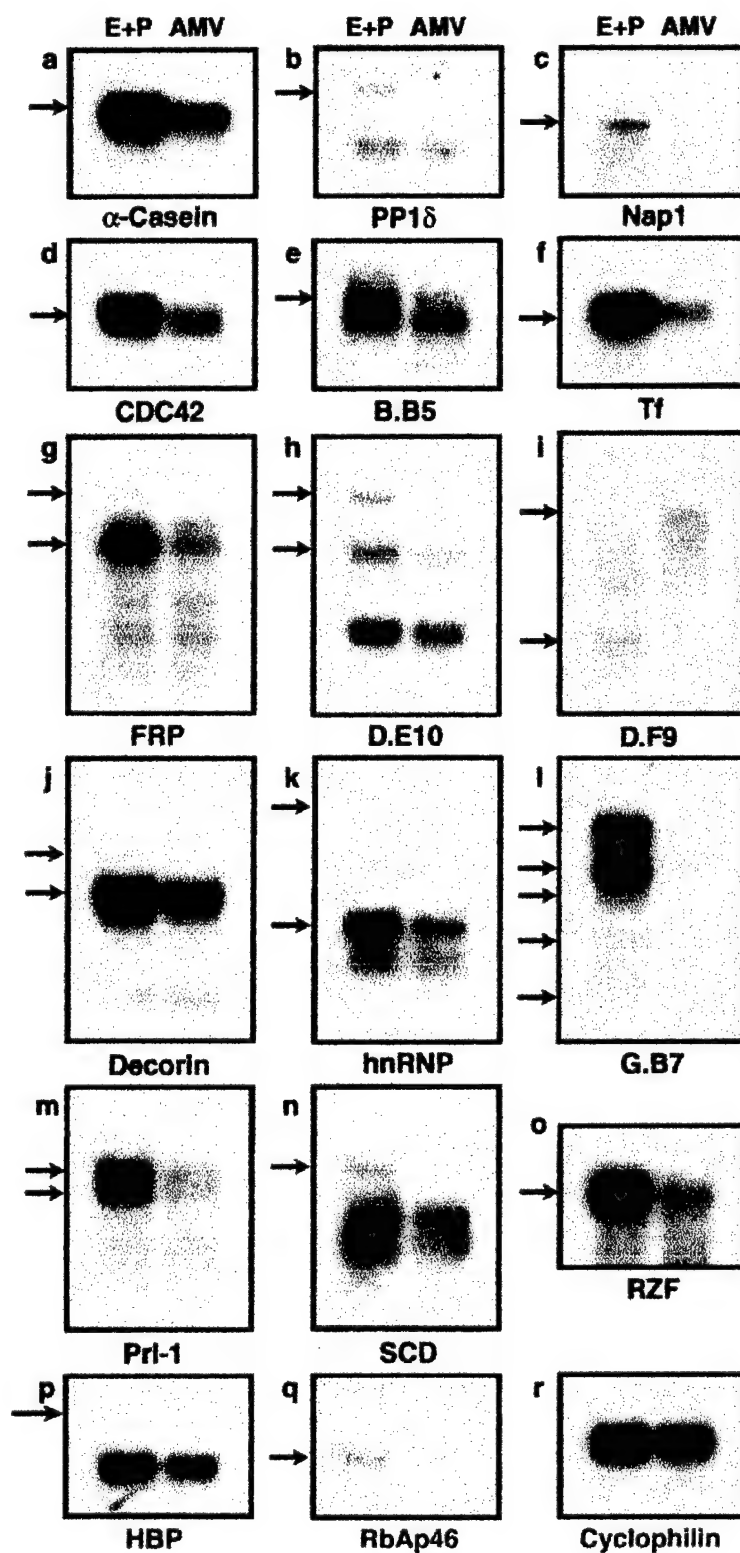 E+P AMV E+P AMV E+P AMV
a b c
α-Casein PP1δ Nap1
d e f
CDC42 B.B5 Tf
g h i
FRP D.E10 D.F9
j k l
Decorin hnRNP G.B7
m n o
RZF
Prl-1 SCD
p q r
HBP RbAp46 Cyclophilin